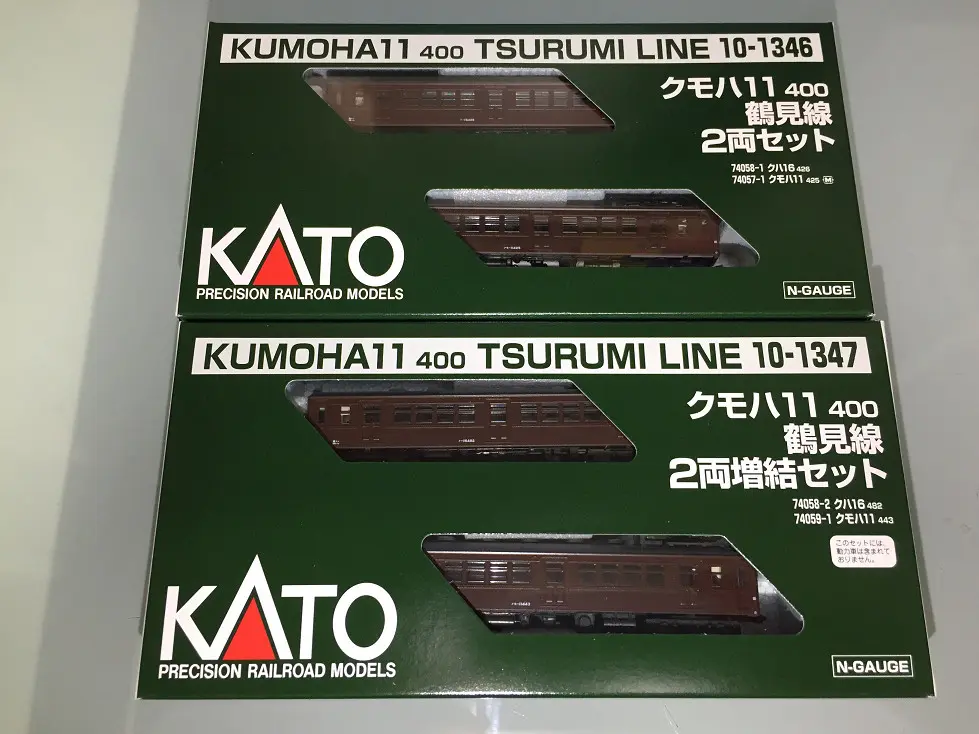 KUMOHA11 400 TSURUMI LINE 10-1346
クモハ11 400
鶴見線
2両セット
74058-1 クハ16 426
74057-1 クモハ11 425 M
KATO
PRECISION RAILROAD MODELS
N-GAUGE
KUMOHA11 400 TSURUMI LINE 10-1347
クモハ11 400
鶴見線
2両増結セット
74058-2 クハ16 482
74059-1 クモハ11 443
このセットには、
動力車は含まれて
おりません。
KATO
PRECISION RAILROAD MODELS
N-GAUGE